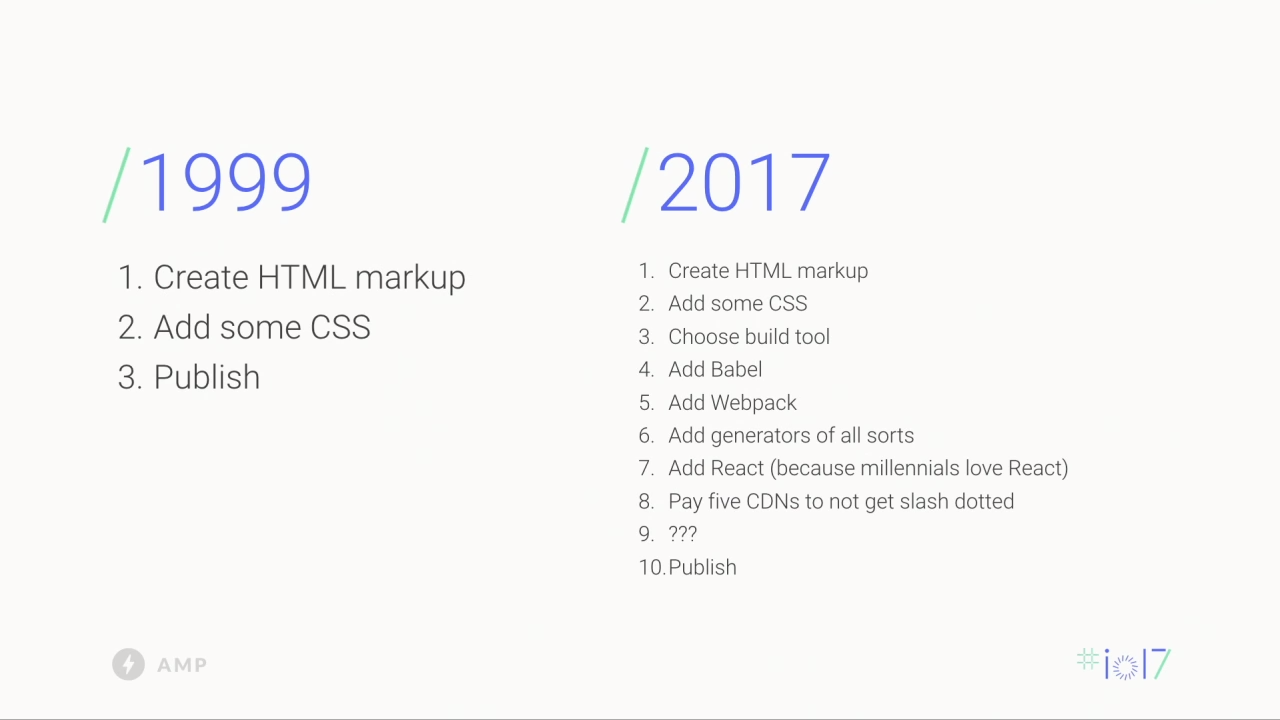 /1999
1. Create HTML markup
2. Add some CSS
3. Publish
/2017
1. Create HTML markup
2. Add some CSS
3. Choose build tool
4. Add Babel
5. Add Webpack
6. Add generators of all sorts
7. Add React (because millennials love React)
8. Pay five CDNs to not get slash dotted
9. ???
10. Publish
AMP
#io17